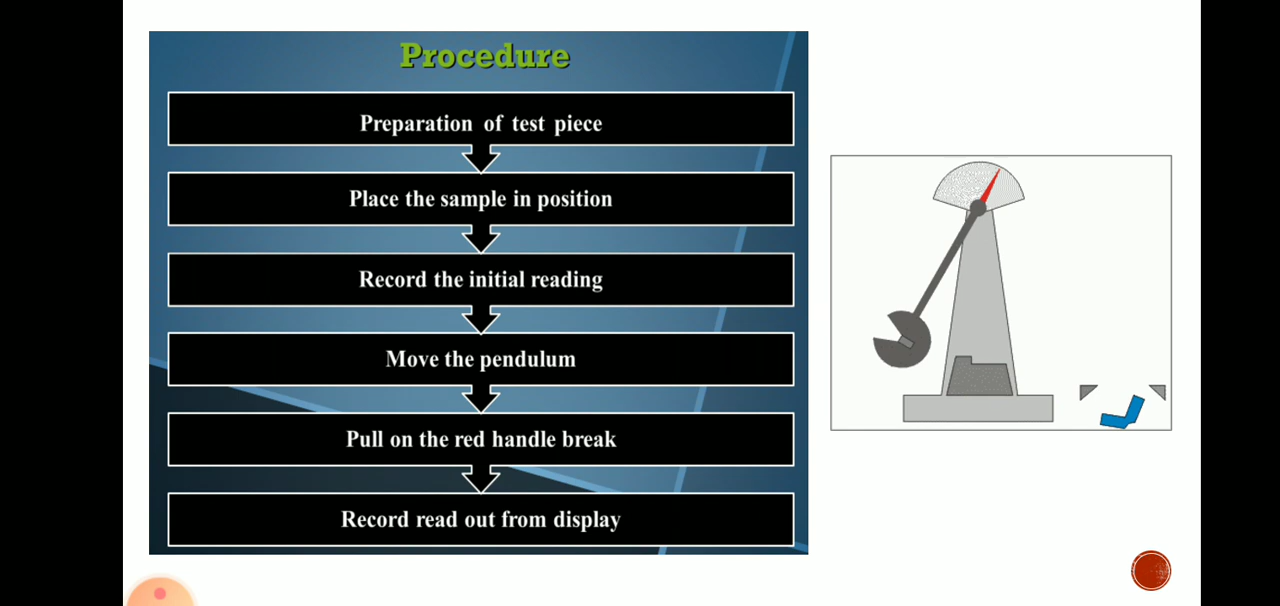 Procedure
Preparation of test piece
Place the sample in position
Record the initial reading
Move the pendulum
Pull on the red handle break
Record read out from display